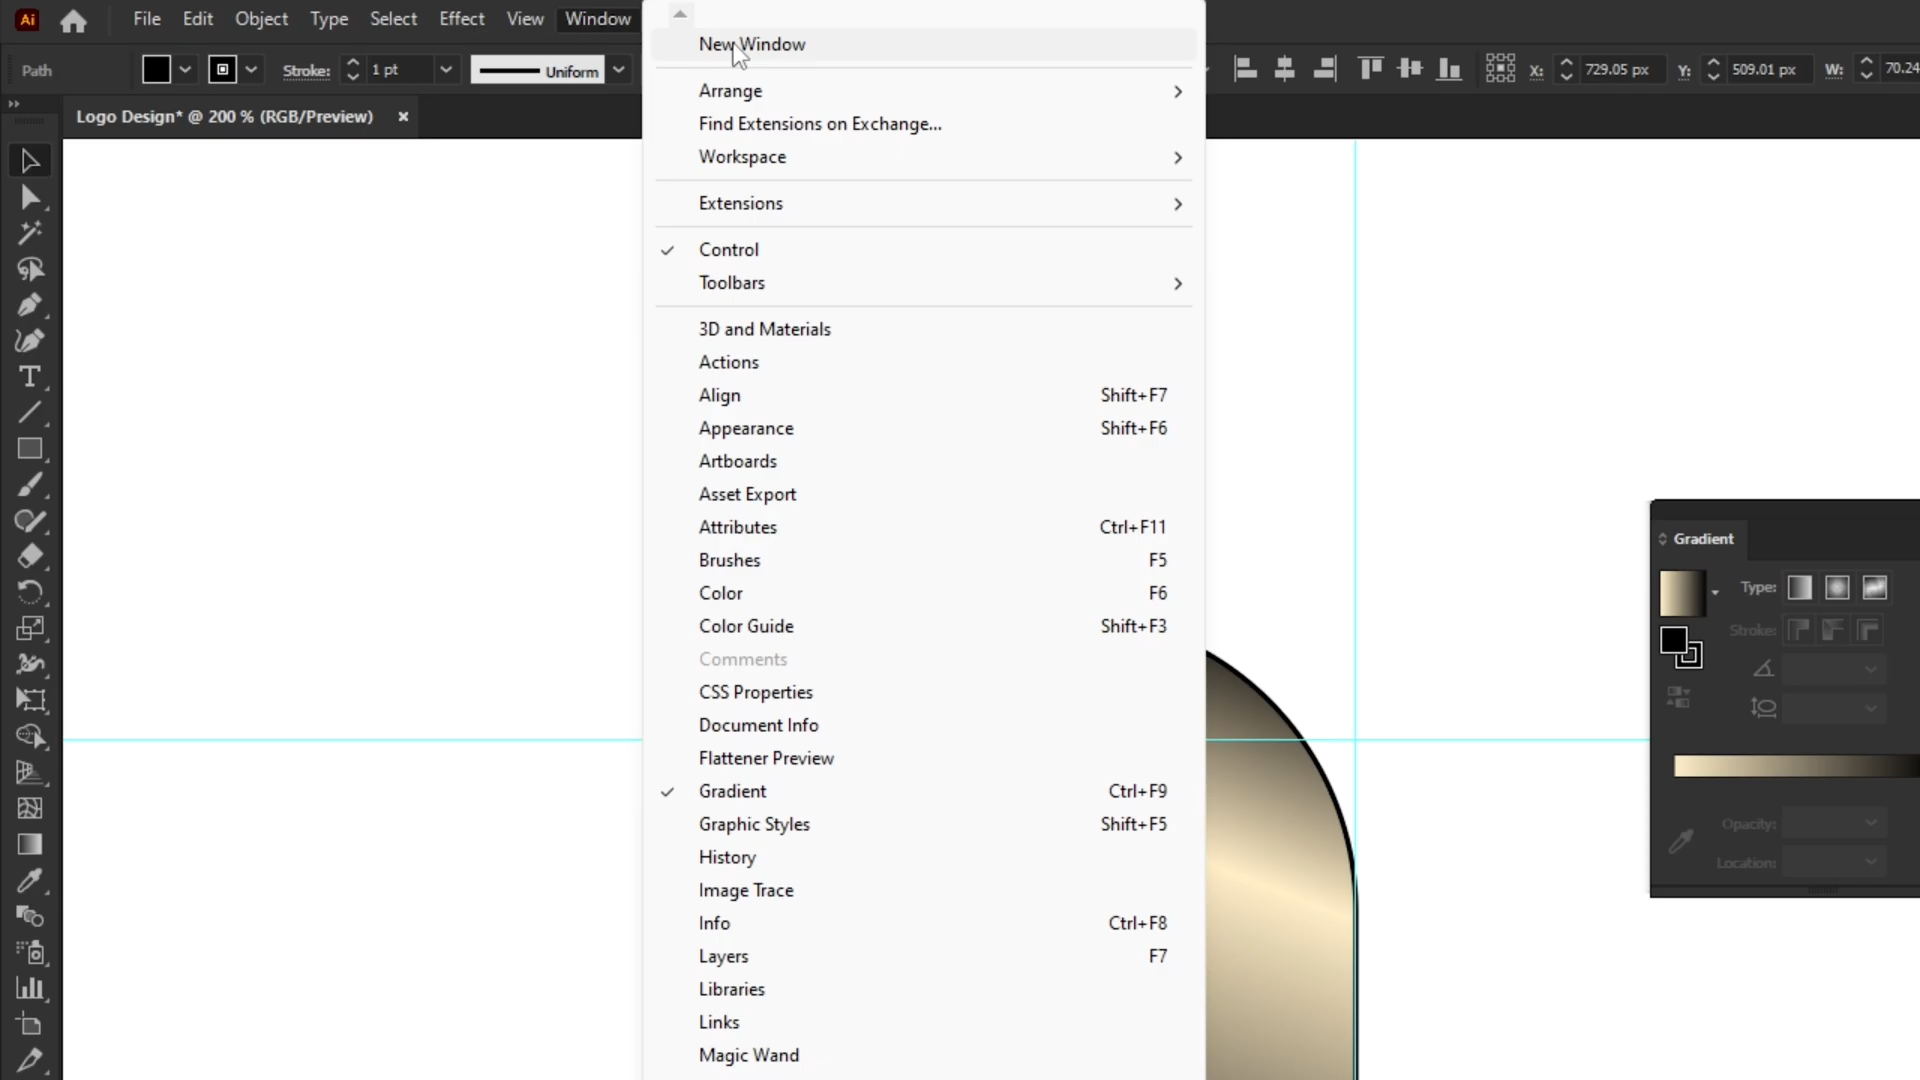 Ai File Edit Object Type Select Effect View Window
Path Stroke: 1 pt Uniform X: 729.05 px Y: 509.01 px W: 70.24
Logo Design* @ 200 % (RGB/Preview) ×
New Window
Arrange
Find Extensions on Exchange...
Workspace
Extensions
Control
Toolbars
3D and Materials
Actions
Align Shift+F7
Appearance Shift+F6
Artboards
Asset Export
Attributes Ctrl+F11
Brushes F5
Color F6
Color Guide Shift+F3
Comments
CSS Properties
Document Info
Flattener Preview
Gradient Ctrl+F9
Graphic Styles Shift+F5
History
Image Trace
Info Ctrl+F8
Layers F7
Libraries
Links
Magic Wand
Gradient
Type:
Stroke:
Opacity:
Location: